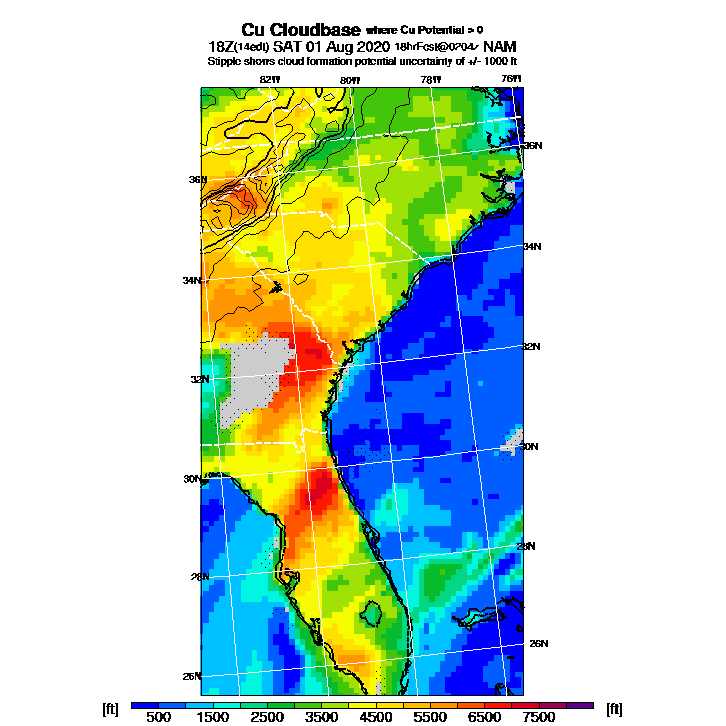 Cu Cloudbase where Cu Potential > 0
18Z(14edt) SAT 01 Aug 2020 18hrFcst@0204z NAM
Stipple shows cloud formation potential uncertainty of +/- 1000 ft
82W 80W 78W 76W
36N
36N
34N
34N
32N
32N
30N
30N
28N
28N
26N
26N
[ft] 500 1500 2500 3500 4500 5500 6500 7500 [ft]